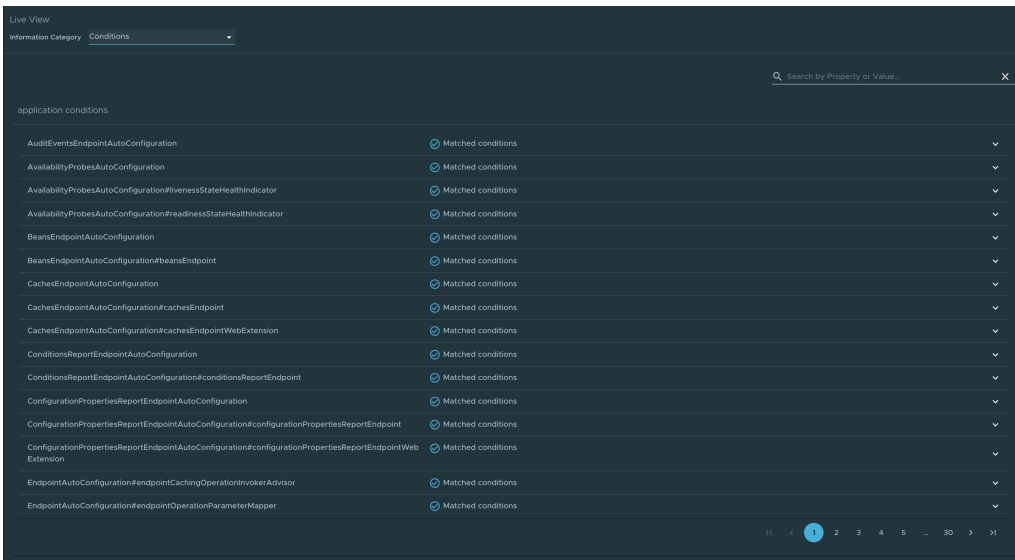 Live View
Information Category Conditions
Search by Property or Value..
application conditions
AuditEventsEndpointAutoConfiguration Matched conditions
AvailabilityProbesAutoConfiguration Matched conditions
AvailabilityProbesAutoConfiguration#livenessStateHealthIndicator Matched conditions
AvailabilityProbesAutoConfiguration#readinessStateHealthIndicator Matched conditions
BeansEndpointAutoConfiguration Matched conditions
BeansEndpointAutoConfiguration#beansEndpoint Matched conditions
CachesEndpointAutoConfiguration Matched conditions
CachesEndpointAutoConfiguration#cachesEndpoint Matched conditions
CachesEndpointAutoConfiguration#cachesEndpointWebExtension Matched conditions
ConditionsReportEndpointAutoConfiguration Matched conditions
ConditionsReportEndpointAutoConfiguration#conditionsReportEndpoint Matched conditions
ConfigurationPropertiesReportEndpointAutoConfiguration Matched conditions
ConfigurationPropertiesReportEndpointAutoConfiguration#configurationPropertiesReportEndpoint Matched conditions
ConfigurationPropertiesReportEndpointAutoConfiguration#configurationPropertiesReportEndpointWeb Matched conditions
Extension
EndpointAutoConfiguration#endpointCachingOperationInvokerAdvisor Matched conditions
EndpointAutoConfiguration#endpointOperationParameterMapper Matched conditions
1 2 3 4 5 ... 30